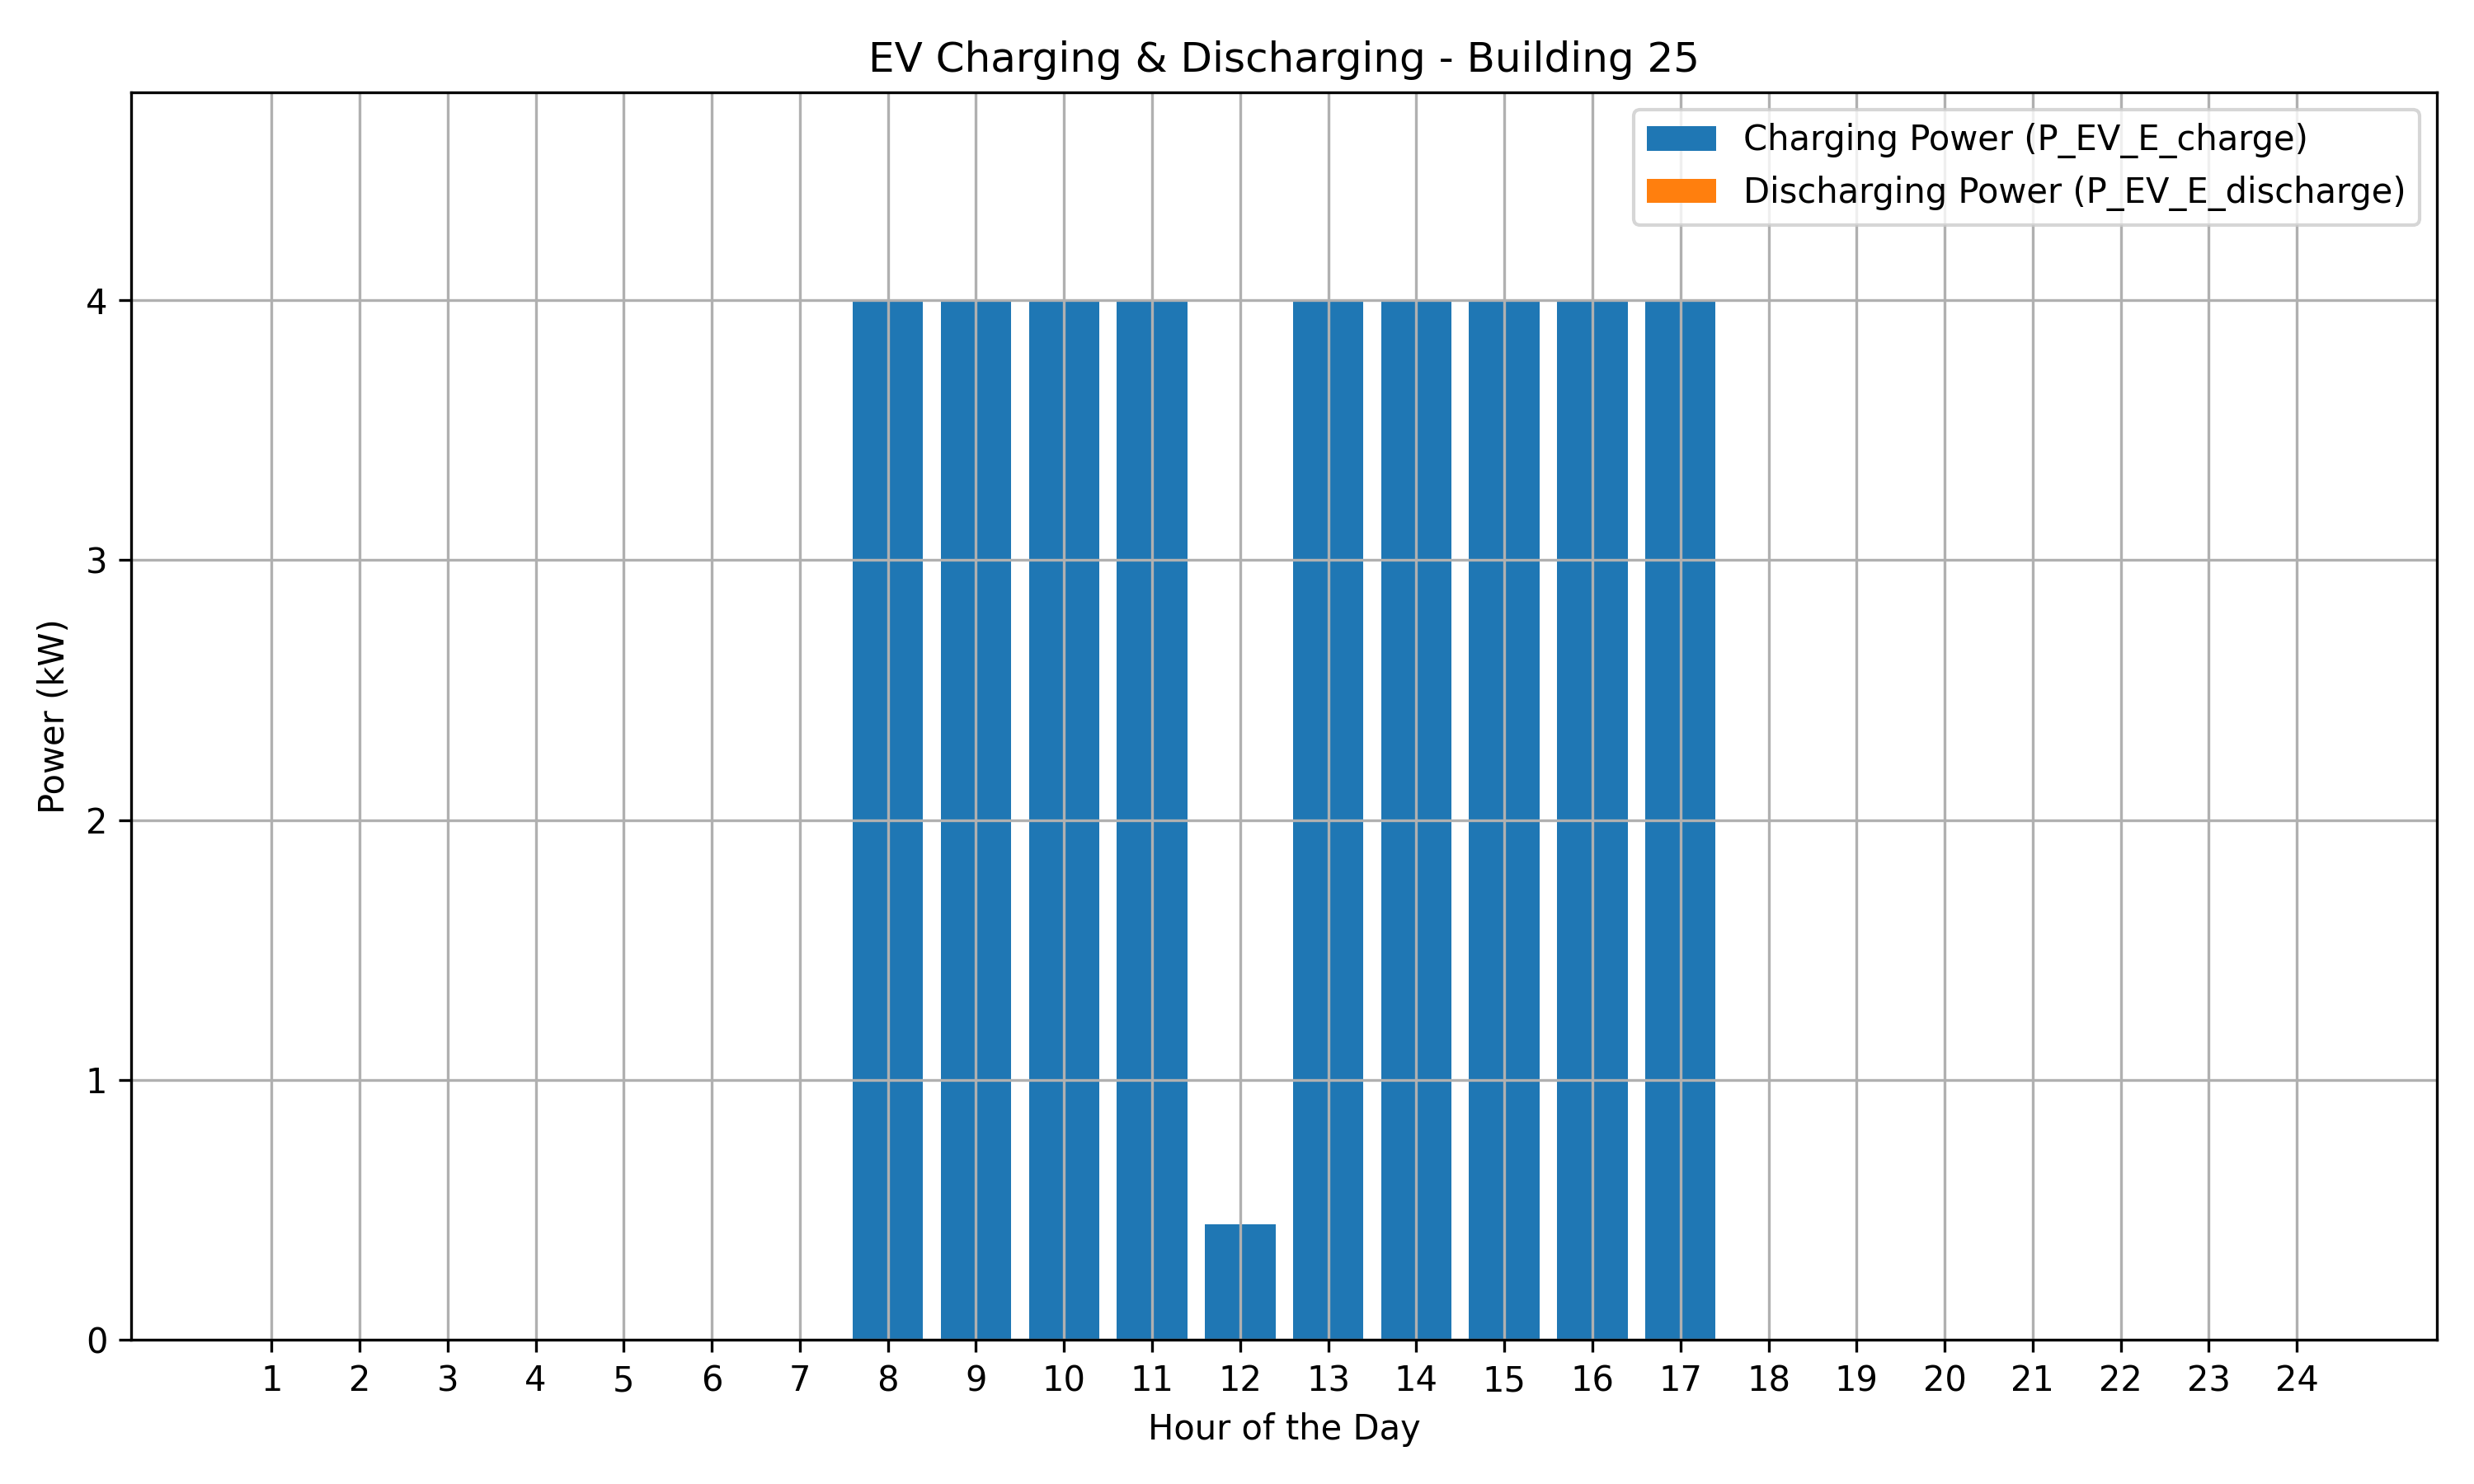 EV Charging & Discharging - Building 25
Charging Power (P_EV_E_charge)
Discharging Power (P_EV_E_discharge)
Power (kW)
4
3
2
1
0
1 2 3 4 5 6 7 8 9 10 11 12 13 14 15 16 17 18 19 20 21 22 23 24
Hour of the Day